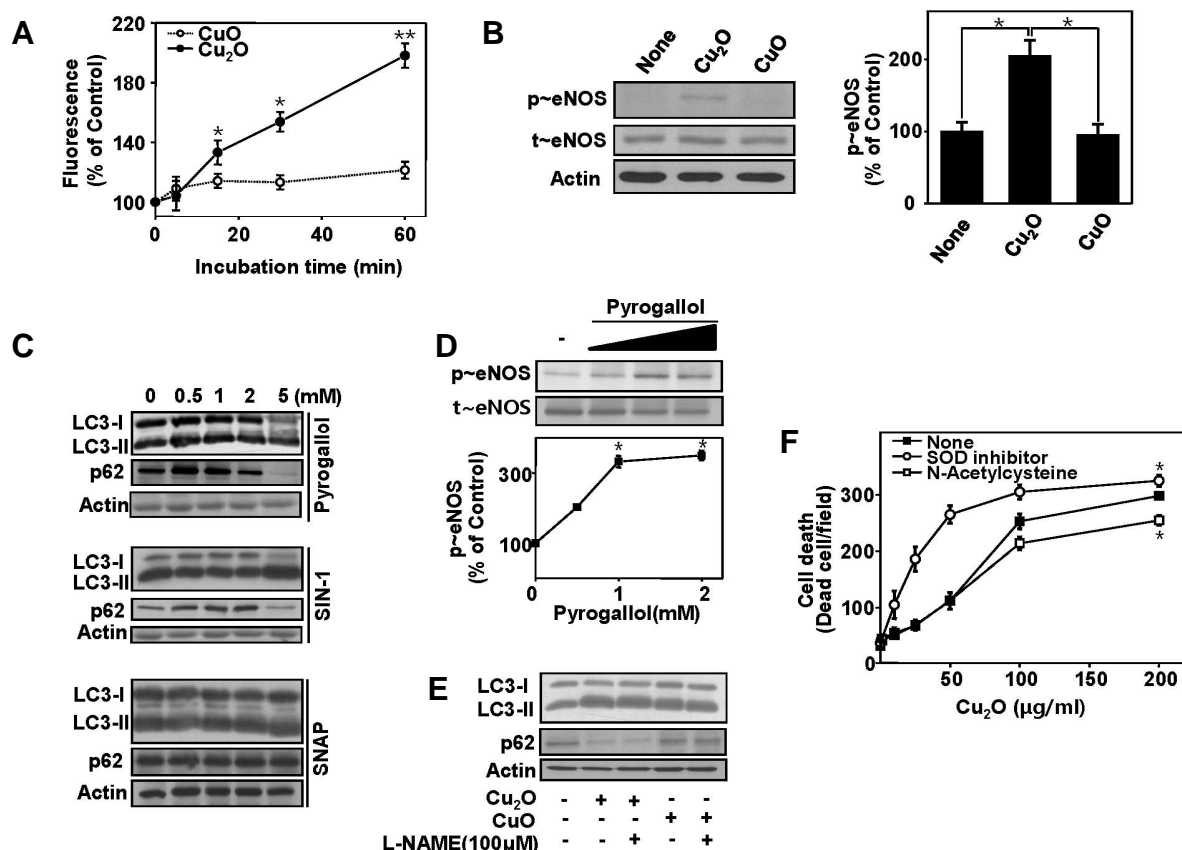 A
Fluorescence
(% of Control)
220
180
140
100
CuO
Cu₂O
*
*
**
0 20 40 60
Incubation time (min)
B
None Cu₂O CuO
p~eNOS
t~eNOS
Actin
p~eNOS
(% of Control)
200
100
0
* *
None Cu₂O CuO
C
0 0.5 1 2 5 (mM)
LC3-I
LC3-II
p62
Actin
Pyrogallol
LC3-I
LC3-II
p62
Actin
SIN-1
LC3-I
LC3-II
p62
Actin
SNAP
D
Pyrogallol
-
p~eNOS
t~eNOS
p~eNOS
(% of Control)
300
100
* *
0 1 2
Pyrogallol(mM)
E
LC3-I
LC3-II
p62
Actin
Cu₂O - + + - -
CuO - - - + +
L-NAME(100µM) - - + - +
F
None
SOD inhibitor
N-Acetylcysteine
Cell death
(Dead cell/field)
300
200
100
0
*
*
50 100 150 200
Cu₂O (µg/ml)